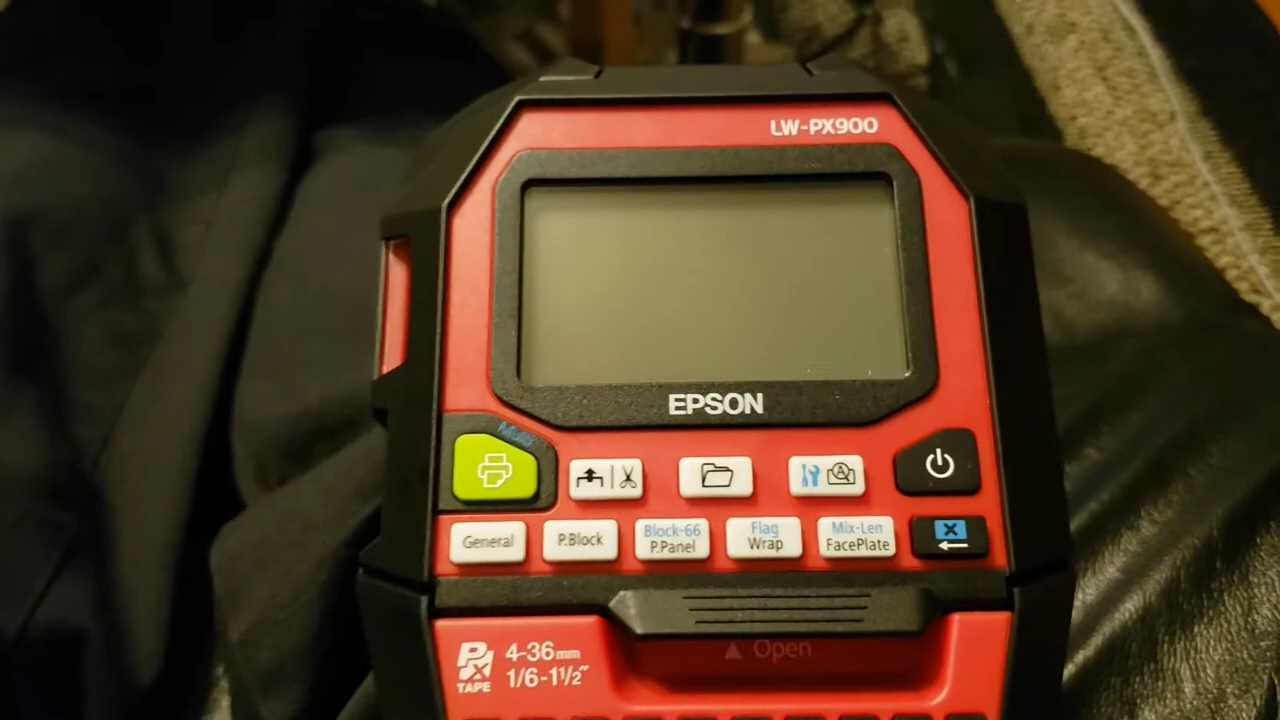 LW-PX900
EPSON
Multi
General
P.Block
Block-66
P.Panel
Flag
Wrap
Mix-Len
FacePlate
▲ Open
Px
TAPE
4-36mm
1/6-1½"